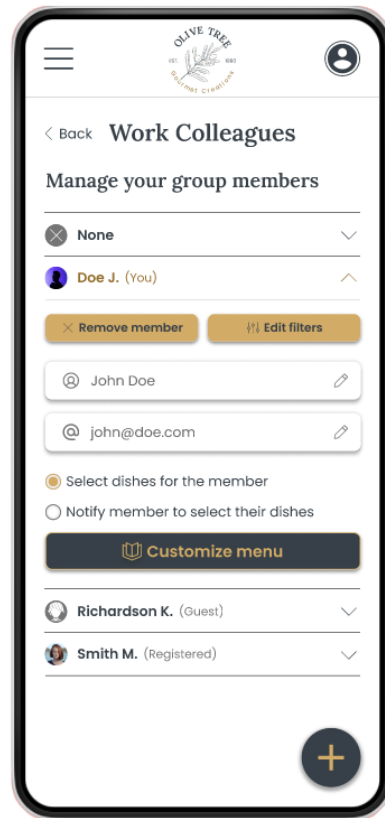 OLIVE TREE
EST. 1880
Gourmet Creations
Back Work Colleagues
Manage your group members
None
Doe J. (You)
Remove member Edit filters
John Doe
@ john@doe.com
Select dishes for the member
Notify member to select their dishes
Customize menu
Richardson K. (Guest)
Smith M. (Registered)